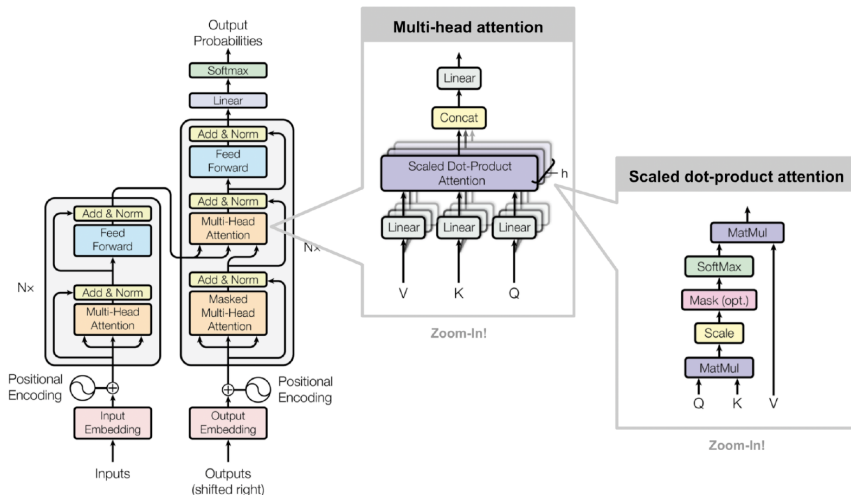 Output
Probabilities
Softmax
Linear
Add & Norm
Feed
Forward
Add & Norm
Multi-Head
Attention
Add & Norm
Masked
Multi-Head
Attention
Nx
Add & Norm
Feed
Forward
Add & Norm
Multi-Head
Attention
Nx
Positional
Encoding
Positional
Encoding
Input
Embedding
Output
Embedding
Inputs
Outputs
(shifted right)
Multi-head attention
Linear
Concat
Scaled Dot-Product
Attention
h
Linear
Linear
Linear
V
K
Q
Zoom-In!
Scaled dot-product attention
MatMul
SoftMax
Mask (opt.)
Scale
MatMul
Q
K
V
Zoom-In!